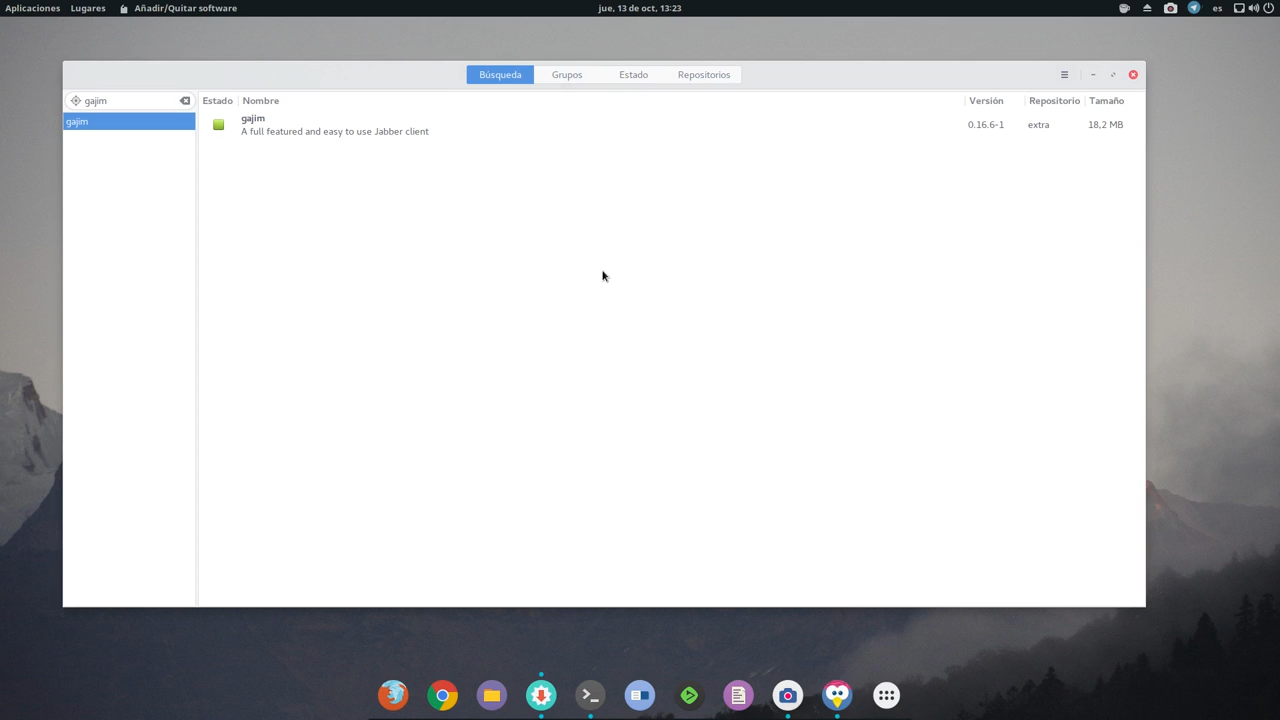 Aplicaciones Lugares Añadir/Quitar software jue, 13 de oct, 13:23 es
Búsqueda Grupos Estado Repositorios
gajim Estado Nombre Versión Repositorio Tamaño
gajim
gajim 0.16.6-1 extra 18,2 MB
A full featured and easy to use Jabber client